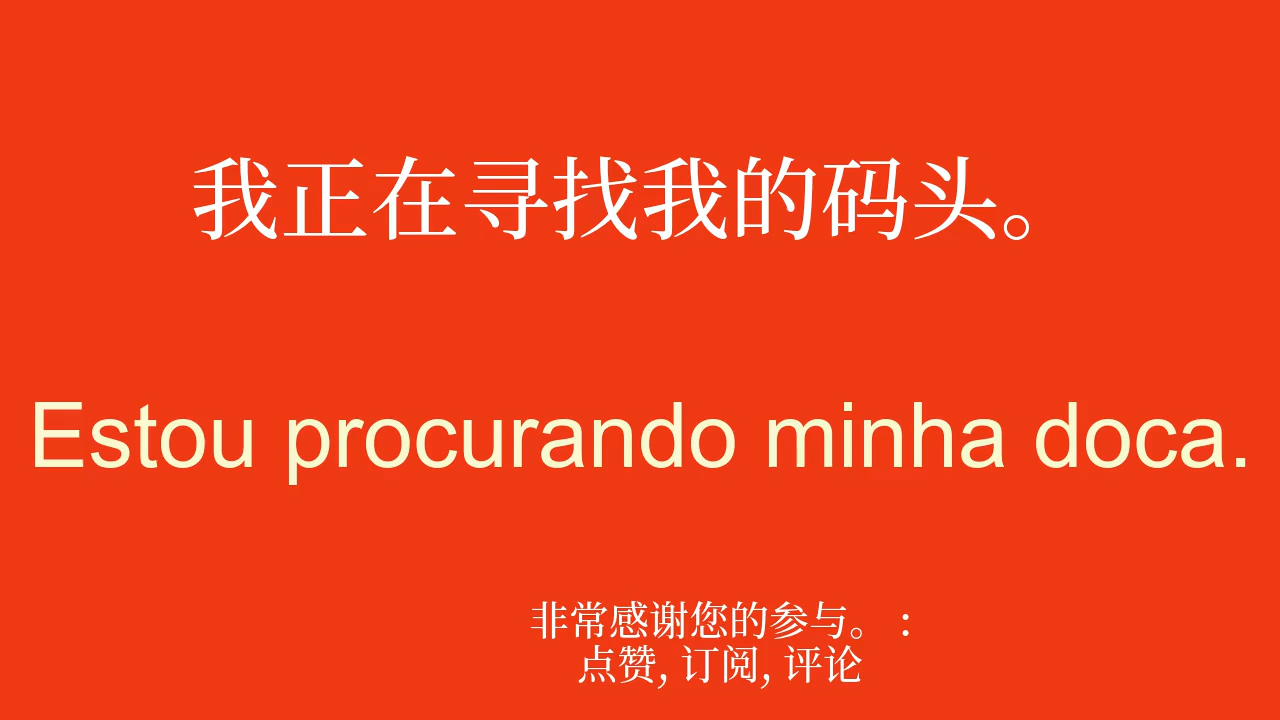 我正在寻找我的码头。
Estou procurando minha doca.
非常感谢您的参与。 :
点赞, 订阅, 评论